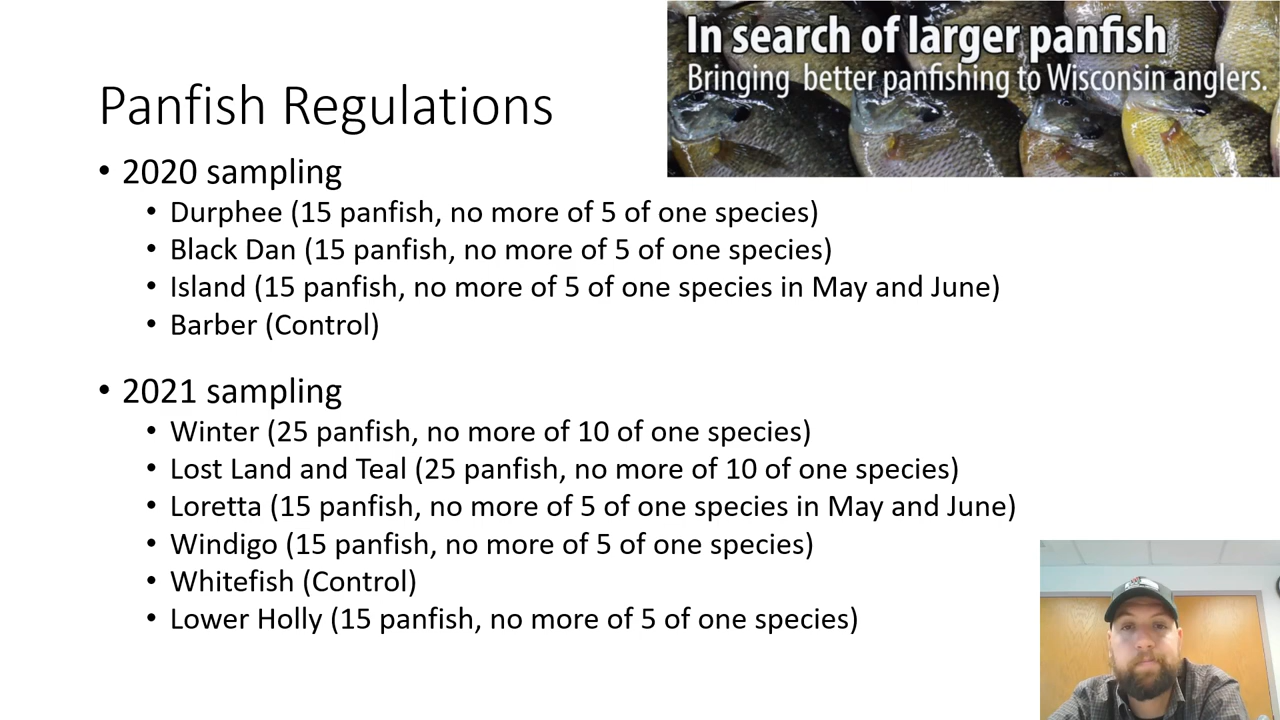 In search of larger panfish
Bringing better panfishing to Wisconsin anglers.
Panfish Regulations
• 2020 sampling
• Durphee (15 panfish, no more of 5 of one species)
• Black Dan (15 panfish, no more of 5 of one species)
• Island (15 panfish, no more of 5 of one species in May and June)
• Barber (Control)
• 2021 sampling
• Winter (25 panfish, no more of 10 of one species)
• Lost Land and Teal (25 panfish, no more of 10 of one species)
• Loretta (15 panfish, no more of 5 of one species in May and June)
• Windigo (15 panfish, no more of 5 of one species)
• Whitefish (Control)
• Lower Holly (15 panfish, no more of 5 of one species)